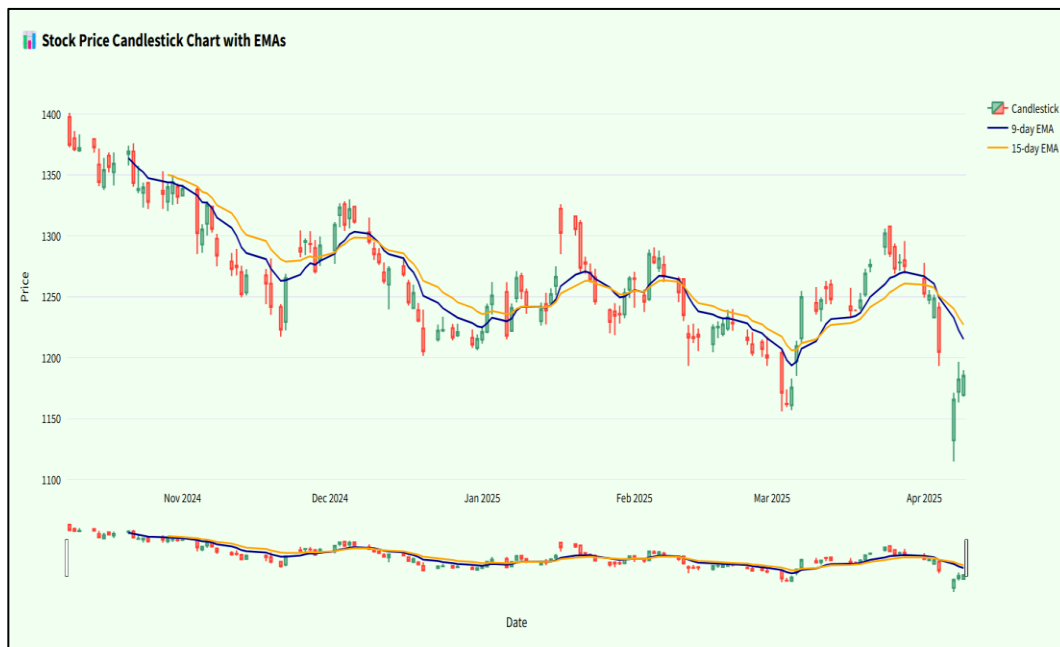 📊 Stock Price Candlestick Chart with EMAs
Candlestick
9-day EMA
15-day EMA
1400
1350
1300
1250
1200
1150
1100
Price
Nov 2024 Dec 2024 Jan 2025 Feb 2025 Mar 2025 Apr 2025
Date